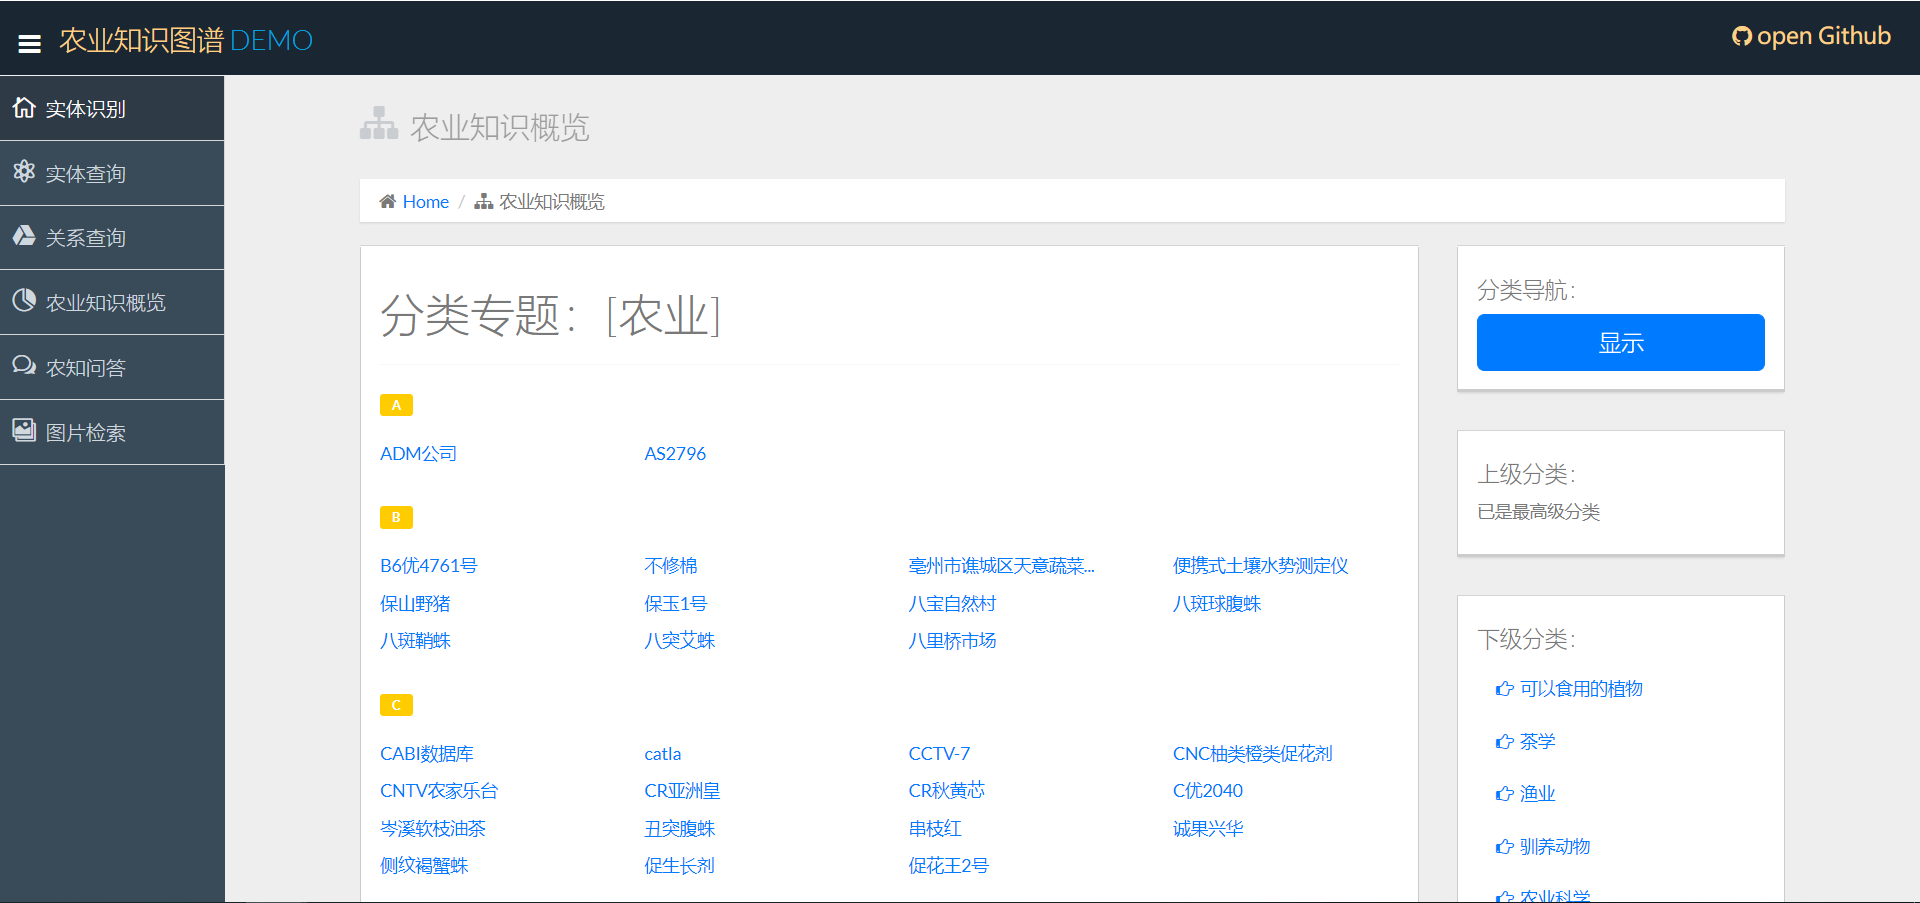 农业知识图谱 DEMO
open Github
实体识别
实体查询
关系查询
农业知识概览
农知问答
图片检索
农业知识概览
Home / 农业知识概览
分类专题：[农业]
A
ADM公司 AS2796
B
B6优4761号 不修棉 亳州市谯城区天意蔬菜... 便携式土壤水势测定仪
保山野猪 保玉1号 八宝自然村 八斑球腹蛛
八斑鞘蛛 八突艾蛛 八里桥市场
C
CABI数据库 catla CCTV-7 CNC柚类橙类促花剂
CNTV农家乐台 CR亚洲皇 CR秋黄芯 C优2040
岑溪软枝油茶 丑突腹蛛 串枝红 诚果兴华
侧纹褐蟹蛛 促生长剂 促花王2号
分类导航：
显示
上级分类：
已是最高级分类
下级分类：
可以食用的植物
茶学
渔业
驯养动物
农业科学